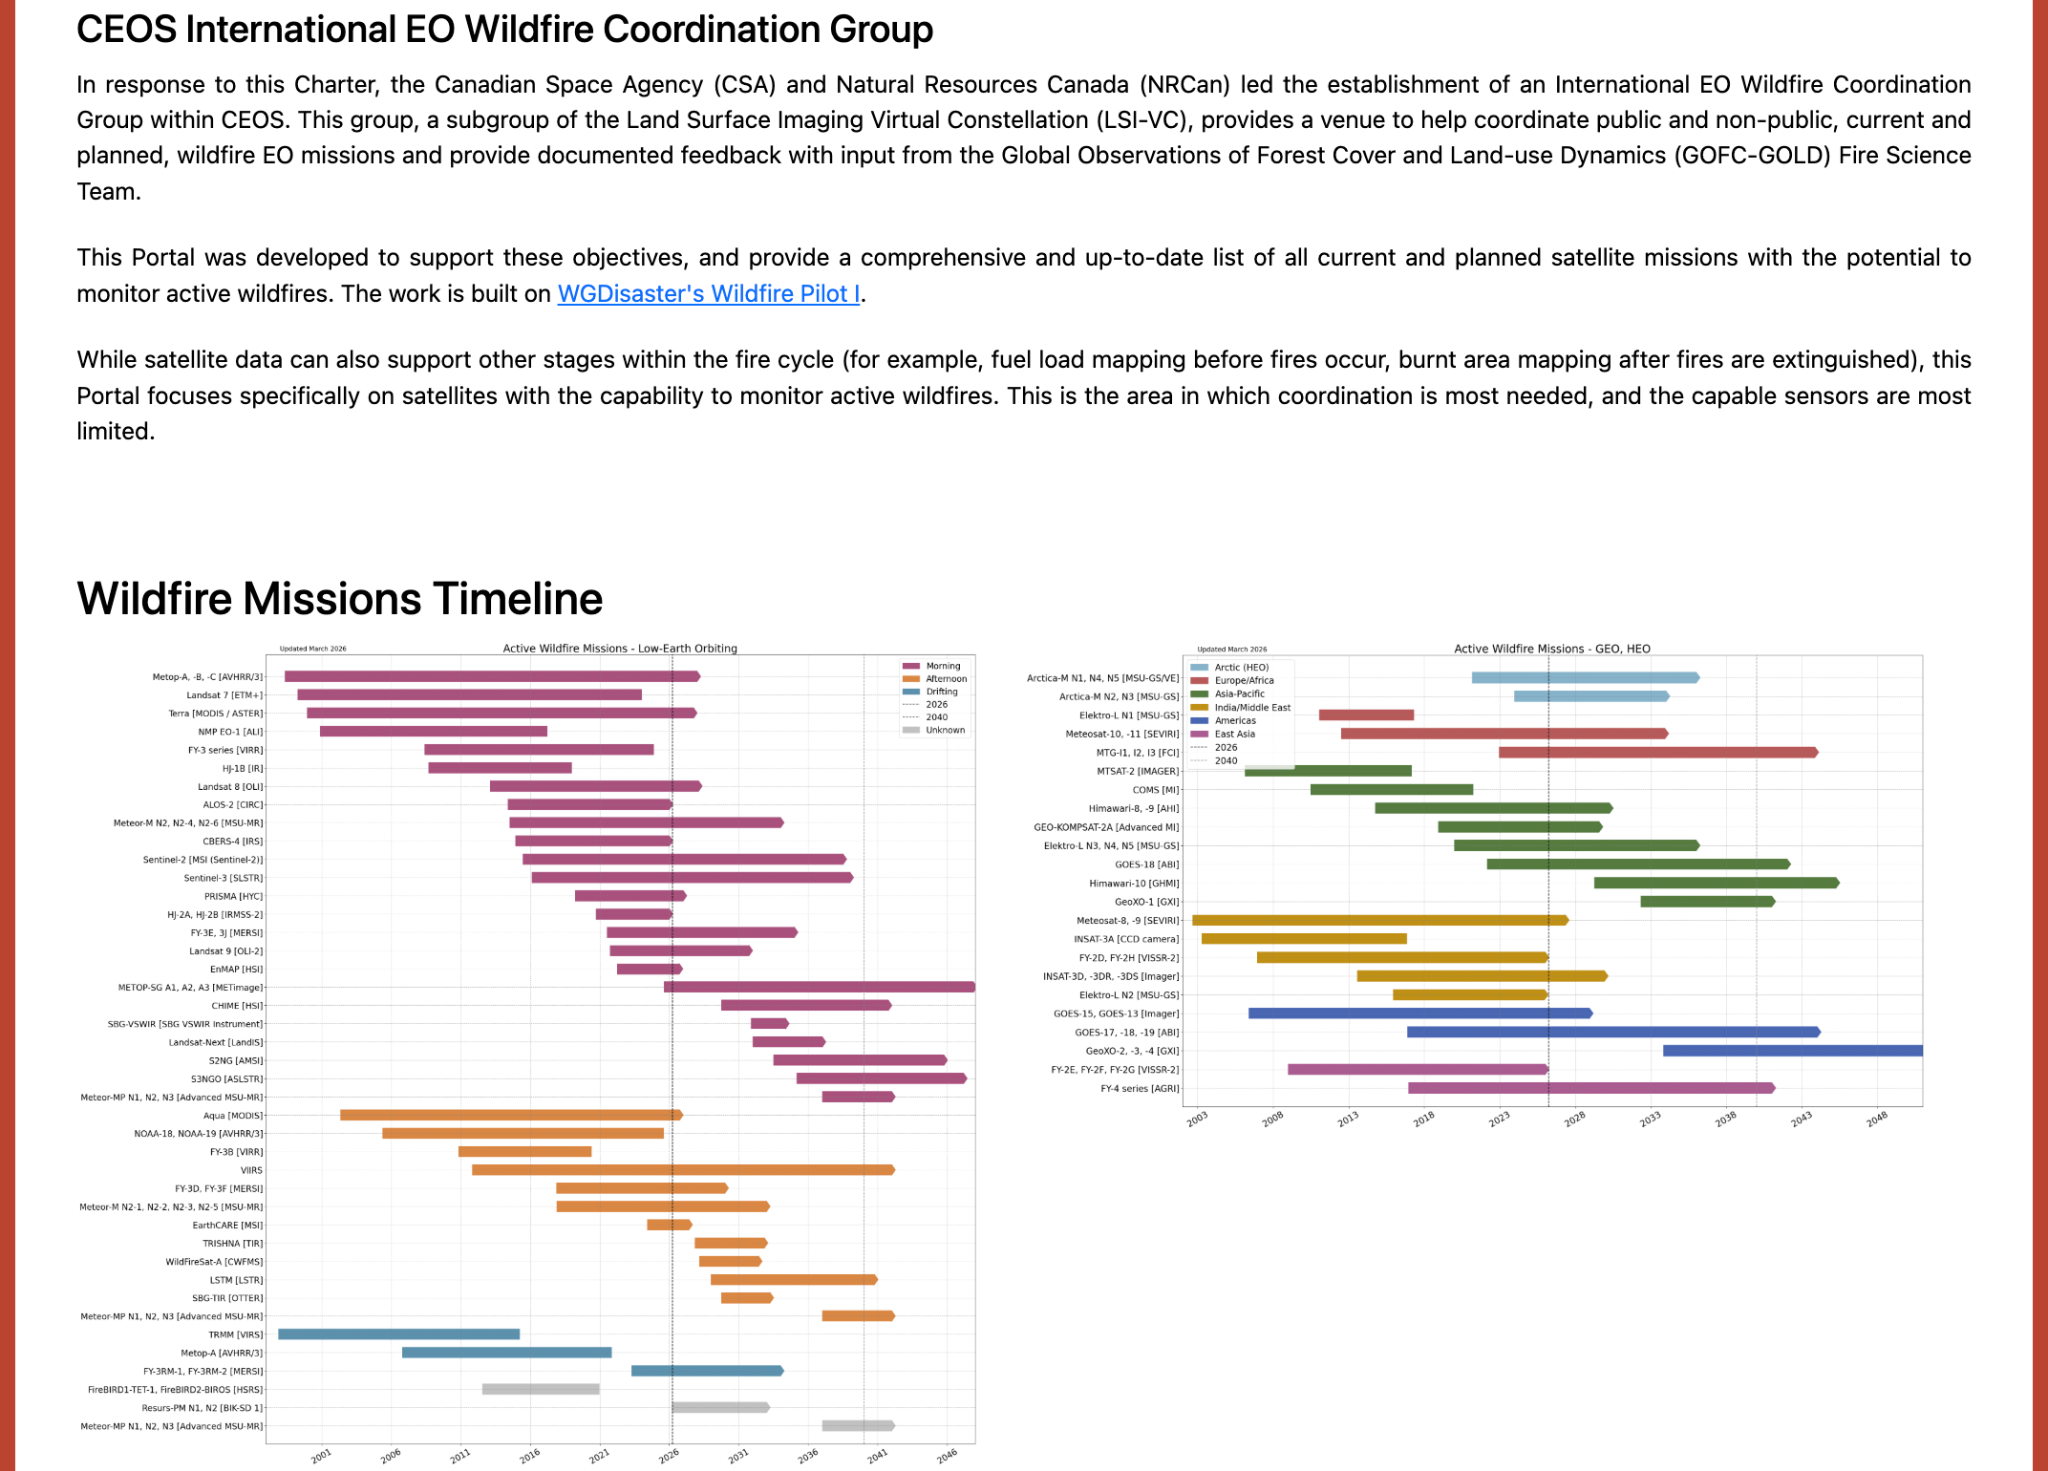 CEOS International EO Wildfire Coordination Group
In response to this Charter, the Canadian Space Agency (CSA) and Natural Resources Canada (NRCan) led the establishment of an International EO Wildfire Coordination
Group within CEOS. This group, a subgroup of the Land Surface Imaging Virtual Constellation (LSI-VC), provides a venue to help coordinate public and non-public, current and
planned, wildfire EO missions and provide documented feedback with input from the Global Observations of Forest Cover and Land-use Dynamics (GOFC-GOLD) Fire Science
Team.
This Portal was developed to support these objectives, and provide a comprehensive and up-to-date list of all current and planned satellite missions with the potential to
monitor active wildfires. The work is built on WGDisaster's Wildfire Pilot I.
While satellite data can also support other stages within the fire cycle (for example, fuel load mapping before fires occur, burnt area mapping after fires are extinguished), this
Portal focuses specifically on satellites with the capability to monitor active wildfires. This is the area in which coordination is most needed, and the capable sensors are most
limited.
Wildfire Missions Timeline
Updated March 2026
Active Wildfire Missions - Low-Earth Orbiting
Morning
Afternoon
Drifting
2026
2040
Unknown
Metop-A, -B, -C [AVHRR/3]
Landsat 7 [ETM+]
Terra [MODIS / ASTER]
NMP EO-1 [ALI]
FY-3 series [VIRR]
HJ-1B [IR]
Landsat 8 [OLI]
ALOS-2 [CIRC]
Meteor-M N2, N2-4, N2-6 [MSU-MR]
CBERS-4 [IRS]
Sentinel-2 [MSI (Sentinel-2)]
Sentinel-3 [SLSTR]
PRISMA [HYC]
HJ-2A, HJ-2B [IRMSS-2]
FY-3E, 3J [MERSI]
Landsat 9 [OLI-2]
EnMAP [HSI]
METOP-SG A1, A2, A3 [METimage]
CHIME [HSI]
SBG-VSWIR [SBG VSWIR Instrument]
Landsat-Next [LandIS]
S2NG [AMSI]
S3NGO [ASLSTR]
Meteor-MP N1, N2, N3 [Advanced MSU-MR]
Aqua [MODIS]
NOAA-18, NOAA-19 [AVHRR/3]
FY-3B [VIRR]
VIIRS
FY-3D, FY-3F [MERSI]
Meteor-M N2-1, N2-2, N2-3, N2-5 [MSU-MR]
EarthCARE [MSI]
TRISHNA [TIR]
WildFireSat-A [CWFMS]
LSTM [LSTR]
SBG-TIR [OTTER]
Meteor-MP N1, N2, N3 [Advanced MSU-MR]
TRMM [VIRS]
Metop-A [AVHRR/3]
FY-3RM-1, FY-3RM-2 [MERSI]
FireBIRD1-TET-1, FireBIRD2-BIROS [HSRS]
Resurs-PM N1, N2 [BIK-SD 1]
Meteor-MP N1, N2, N3 [Advanced MSU-MR]
2001 2006 2011 2016 2021 2026 2031 2036 2041 2046
Updated March 2026
Active Wildfire Missions - GEO, HEO
Arctic (HEO)
Europe/Africa
Asia-Pacific
India/Middle East
Americas
East Asia
2026
2040
Arctica-M N1, N4, N5 [MSU-GS/VE]
Arctica-M N2, N3 [MSU-GS]
Elektro-L N1 [MSU-GS]
Meteosat-10, -11 [SEVIRI]
MTG-I1, I2, I3 [FCI]
MTSAT-2 [IMAGER]
COMS [MI]
Himawari-8, -9 [AHI]
GEO-KOMPSAT-2A [Advanced MI]
Elektro-L N3, N4, N5 [MSU-GS]
GOES-18 [ABI]
Himawari-10 [GHMI]
GeoXO-1 [GXI]
Meteosat-8, -9 [SEVIRI]
INSAT-3A [CCD camera]
FY-2D, FY-2H [VISSR-2]
INSAT-3D, -3DR, -3DS [Imager]
Elektro-L N2 [MSU-GS]
GOES-15, GOES-13 [Imager]
GOES-17, -18, -19 [ABI]
GeoXO-2, -3, -4 [GXI]
FY-2E, FY-2F, FY-2G [VISSR-2]
FY-4 series [AGRI]
2003 2008 2013 2018 2023 2028 2033 2038 2043 2048